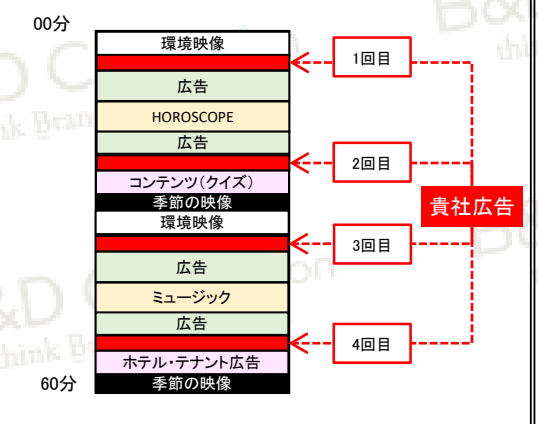 00分
環境映像
1回目
広告
HOROSCOPE
広告
2回目
コンテンツ(クイズ)
季節の映像
貴社広告
環境映像
3回目
広告
ミュージック
広告
4回目
ホテル・テナント広告
60分
季節の映像